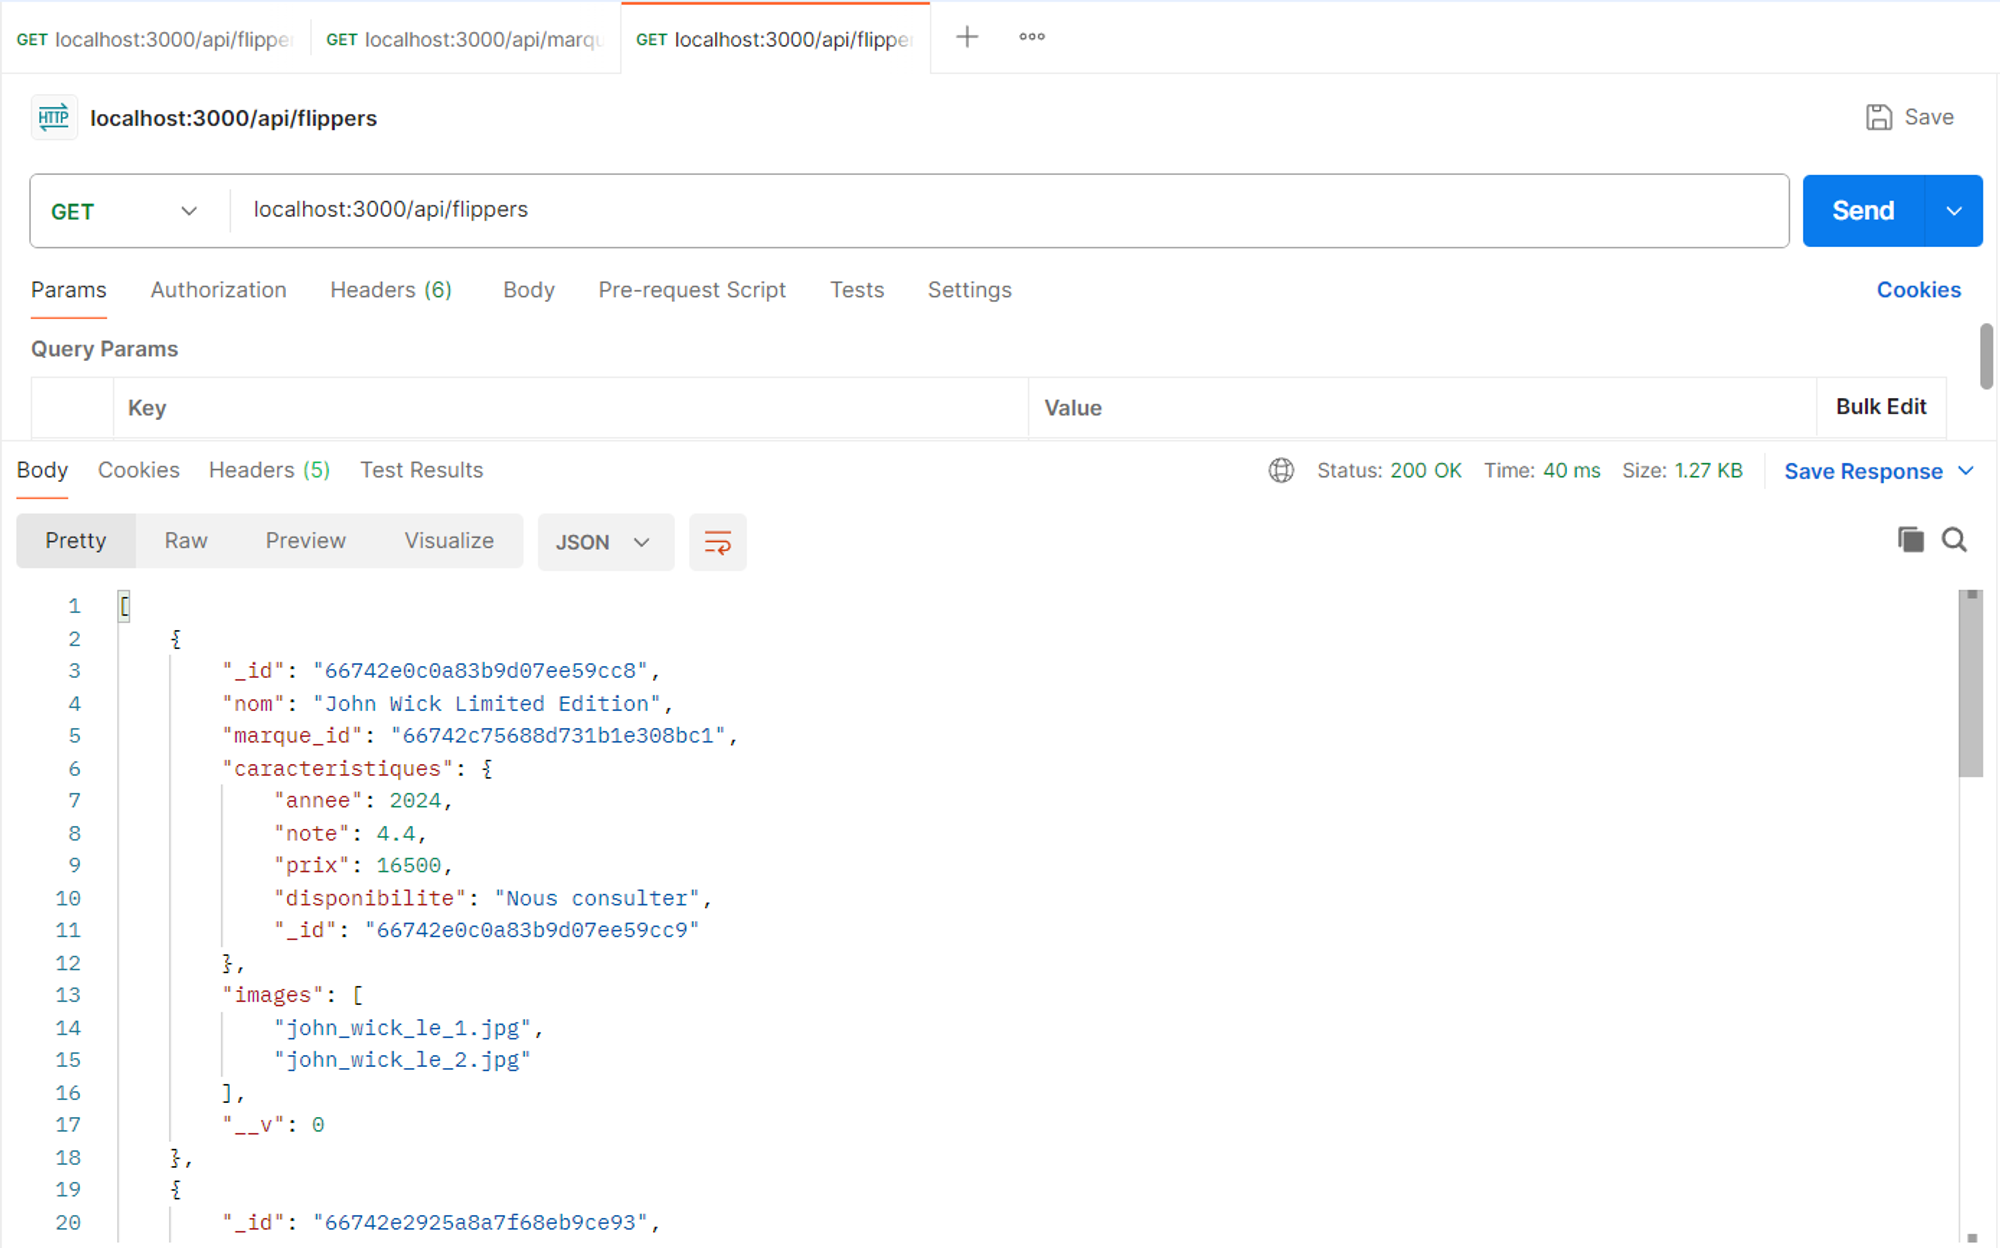 GET localhost:3000/api/flipper GET localhost:3000/api/marqu GET localhost:3000/api/flipper
HTTP localhost:3000/api/flippers Save
GET localhost:3000/api/flippers Send
Params Authorization Headers (6) Body Pre-request Script Tests Settings Cookies
Query Params
Key Value Bulk Edit
Body Cookies Headers (5) Test Results Status: 200 OK Time: 40 ms Size: 1.27 KB Save Response
Pretty Raw Preview Visualize JSON
1 [
2 {
3 "_id": "66742e0c0a83b9d07ee59cc8",
4 "nom": "John Wick Limited Edition",
5 "marque_id": "66742c75688d731b1e308bc1",
6 "caracteristiques": {
7 "annee": 2024,
8 "note": 4.4,
9 "prix": 16500,
10 "disponibilite": "Nous consulter",
11 "_id": "66742e0c0a83b9d07ee59cc9"
12 },
13 "images": [
14 "john_wick_le_1.jpg",
15 "john_wick_le_2.jpg"
16 ],
17 "__v": 0
18 },
19 {
20 "_id": "66742e2925a8a7f68eb9ce93",